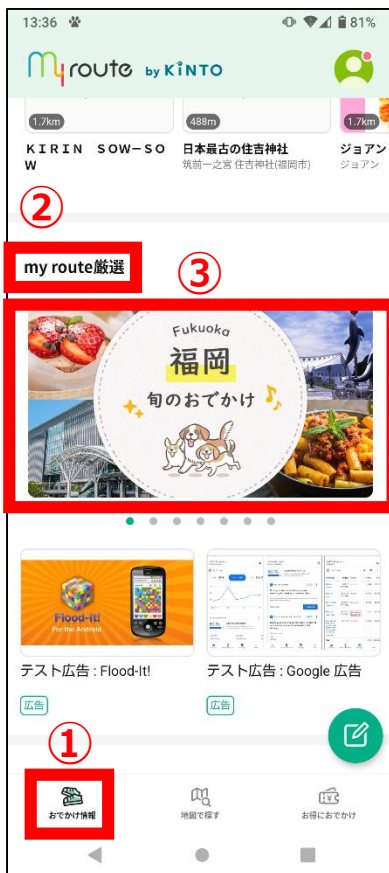 13:36
81%
my route by KINTO
1.7km
488m
1.7km
KIRIN SOW-SO
W
日本最古の住吉神社
筑前一之宮 住吉神社(福岡市)
ジョアン
ジョアン
②
my route厳選
③
Fukuoka
福岡
旬のおでかけ
Flood-It!
For the Android
テスト広告 : Flood-It!
広告
テスト広告 : Google 広告
広告
①
おでかけ情報
地図で探す
お得におでかけ